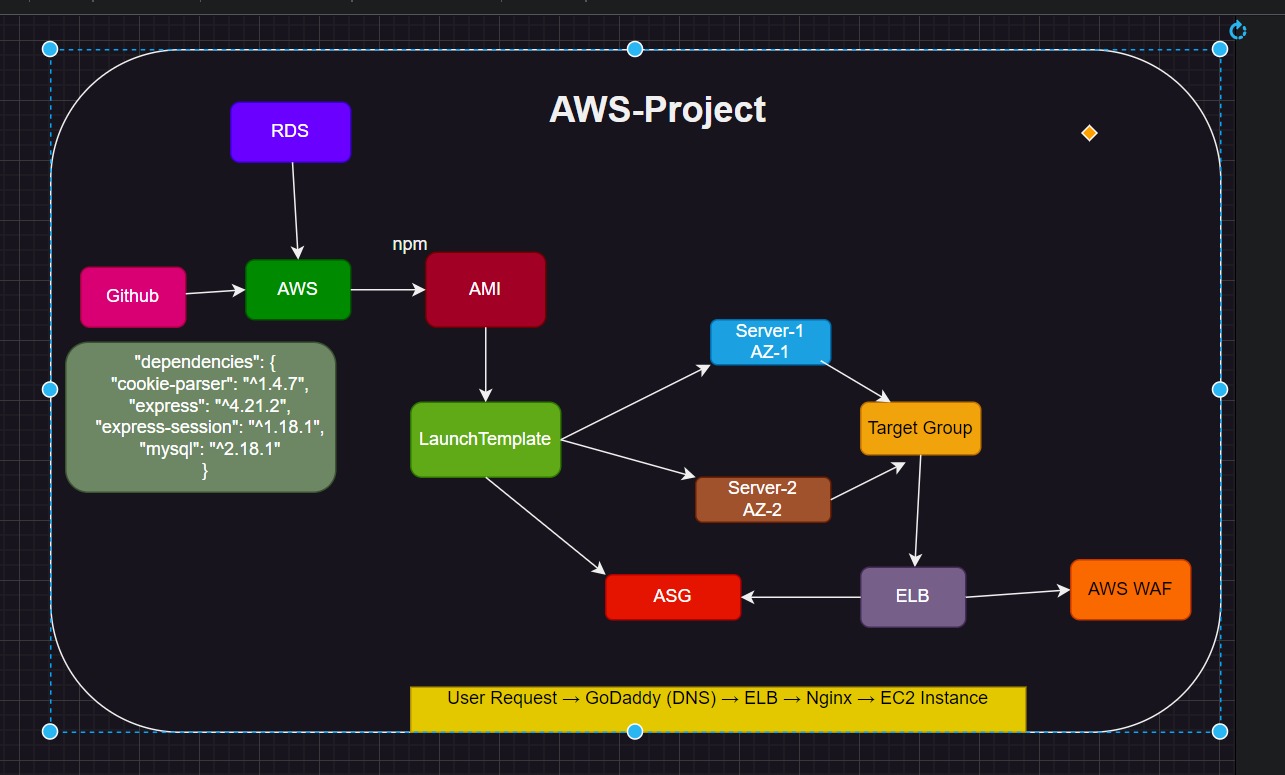 AWS-Project
RDS
npm
Github
AWS
AMI
"dependencies": {
"cookie-parser": "^1.4.7",
"express": "^4.21.2",
"express-session": "^1.18.1",
"mysql": "^2.18.1"
}
LaunchTemplate
Server-1
AZ-1
Server-2
AZ-2
Target Group
ASG
ELB
AWS WAF
User Request → GoDaddy (DNS) → ELB → Nginx → EC2 Instance